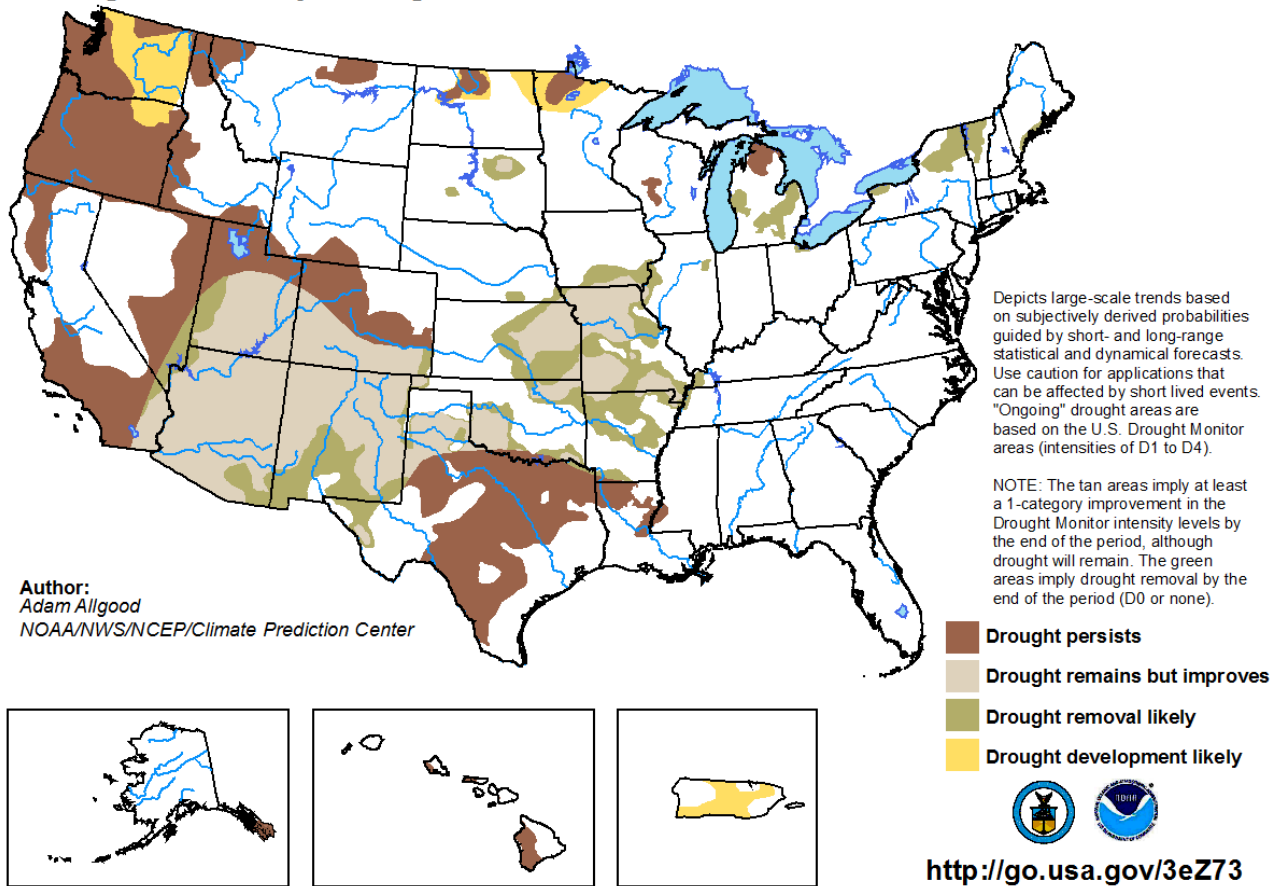 Depicts large-scale trends based
on subjectively derived probabilities
guided by short- and long-range
statistical and dynamical forecasts.
Use caution for applications that
can be affected by short lived events.
"Ongoing" drought areas are
based on the U.S. Drought Monitor
areas (intensities of D1 to D4).
NOTE: The tan areas imply at least
a 1-category improvement in the
Drought Monitor intensity levels by
the end of the period, although
drought will remain. The green
areas imply drought removal by the
end of the period (D0 or none).
Author:
Adam Allgood
NOAA/NWS/NCEP/Climate Prediction Center
Drought persists
Drought remains but improves
Drought removal likely
Drought development likely
http://go.usa.gov/3eZ73